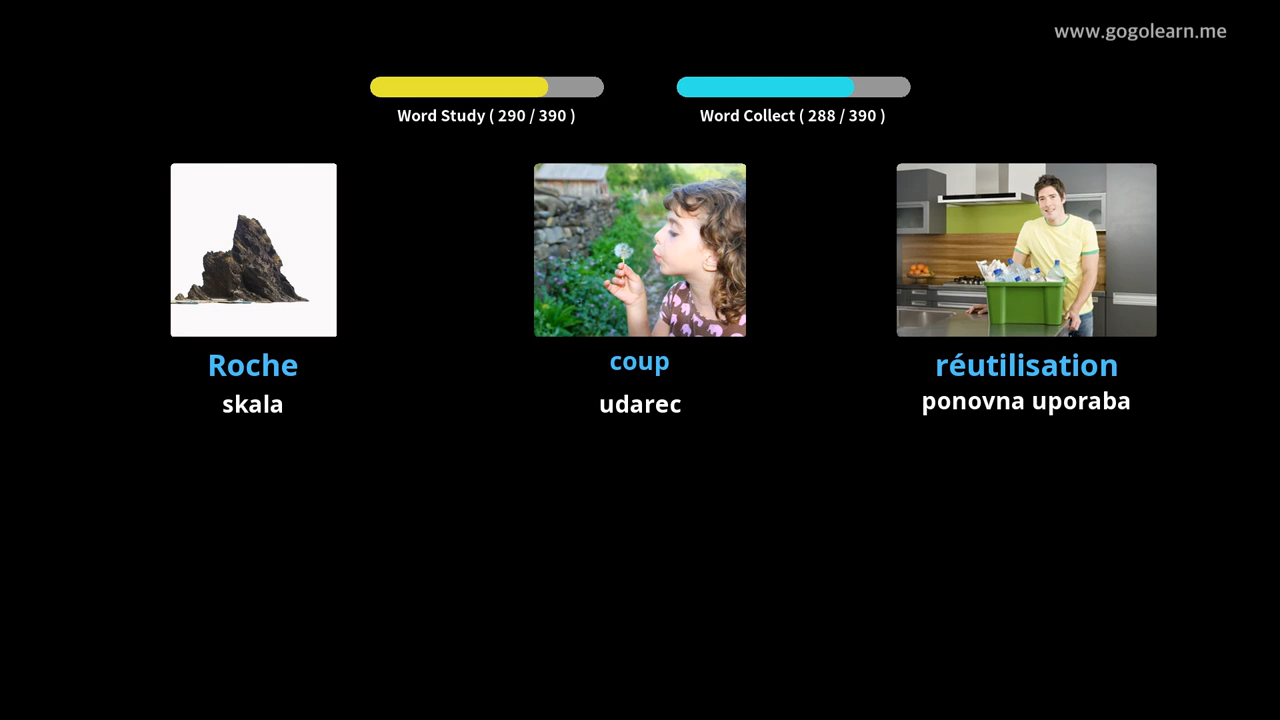 www.gogolearn.me
Word Study ( 290 / 390 )
Word Collect ( 288 / 390 )
Roche
skala
coup
udarec
réutilisation
ponovna uporaba